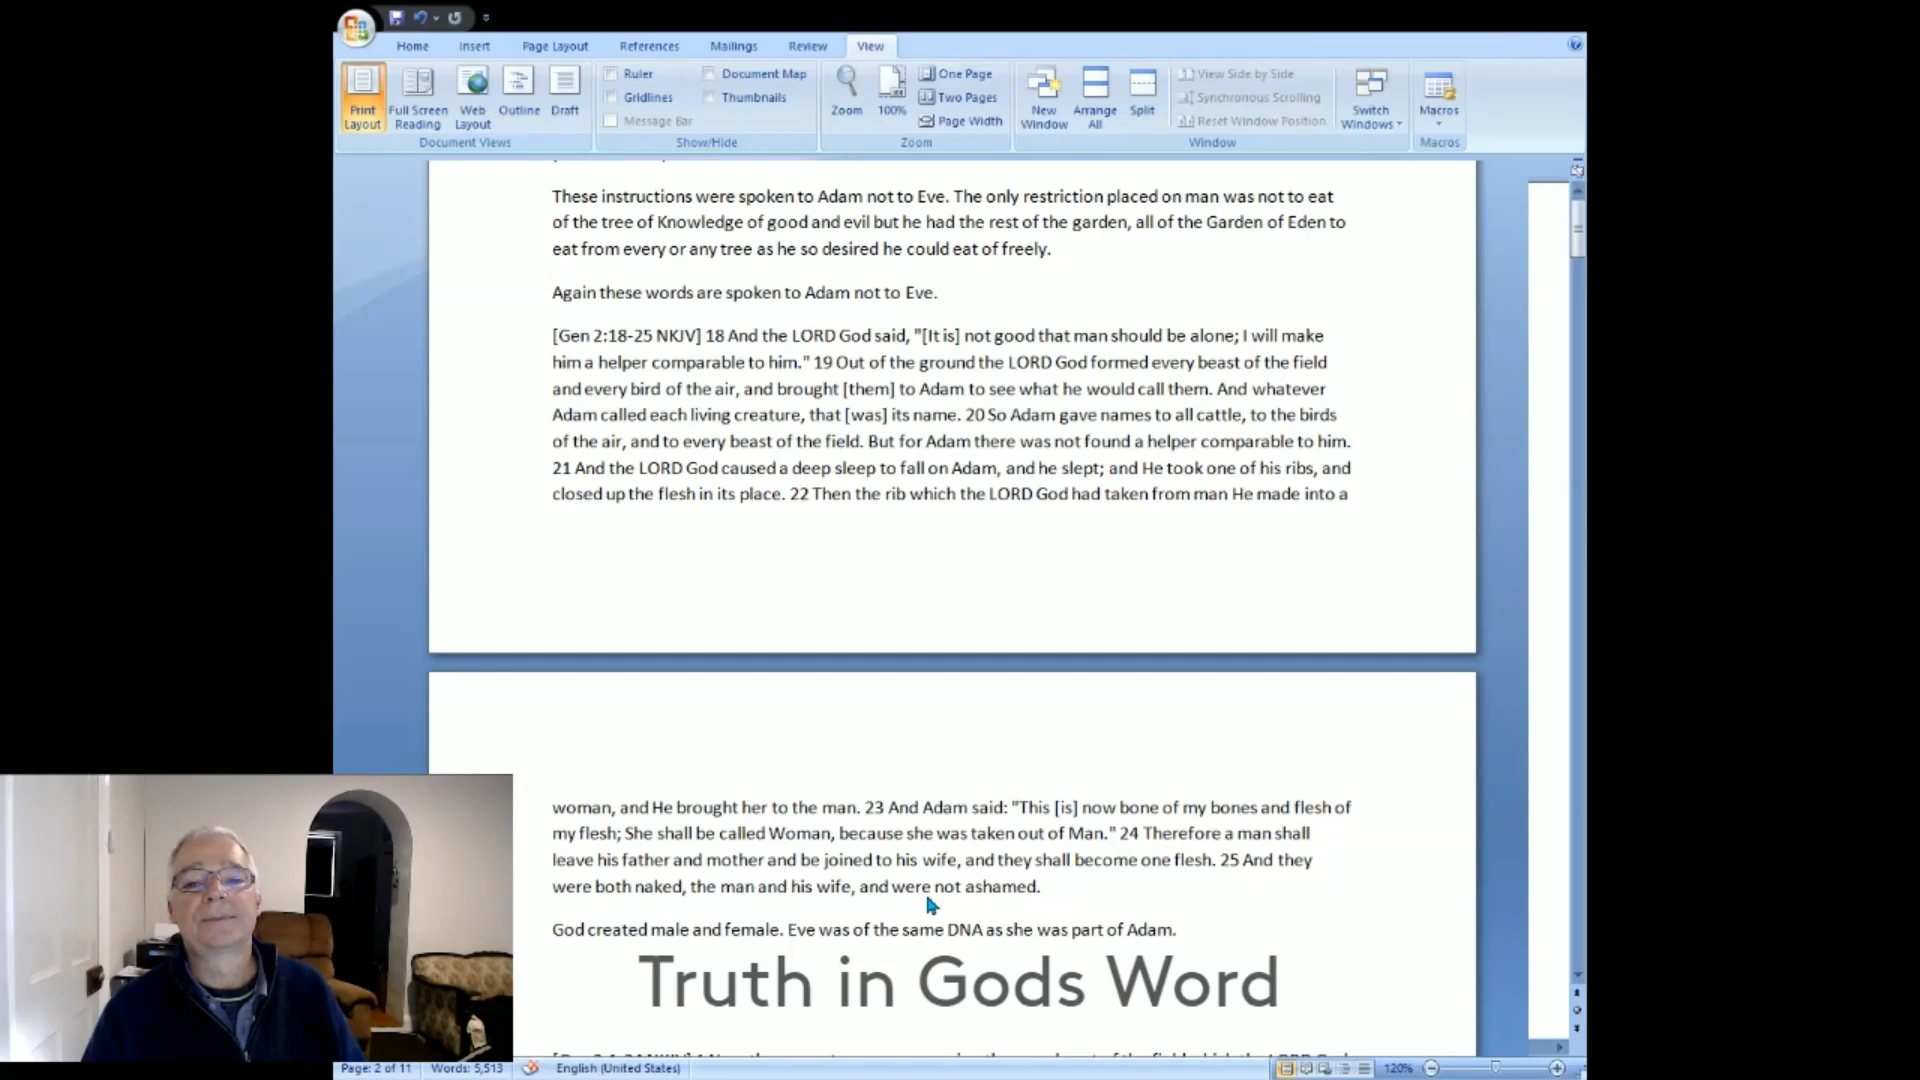 Home Insert Page Layout References Mailings Review View
Ruler Document Map One Page View Side by Side
Gridlines Thumbnails Two Pages Synchronous Scrolling
Message Bar Page Width Reset Window Position
Print Layout Full Screen Reading Web Layout Outline Draft Zoom 100% New Window Arrange All Split Switch Windows Macros
Document Views Show/Hide Zoom Window Macros
These instructions were spoken to Adam not to Eve. The only restriction placed on man was not to eat
of the tree of Knowledge of good and evil but he had the rest of the garden, all of the Garden of Eden to
eat from every or any tree as he so desired he could eat of freely.
Again these words are spoken to Adam not to Eve.
[Gen 2:18-25 NKJV] 18 And the LORD God said, "[It is] not good that man should be alone; I will make
him a helper comparable to him." 19 Out of the ground the LORD God formed every beast of the field
and every bird of the air, and brought [them] to Adam to see what he would call them. And whatever
Adam called each living creature, that [was] its name. 20 So Adam gave names to all cattle, to the birds
of the air, and to every beast of the field. But for Adam there was not found a helper comparable to him.
21 And the LORD God caused a deep sleep to fall on Adam, and he slept; and He took one of his ribs, and
closed up the flesh in its place. 22 Then the rib which the LORD God had taken from man He made into a
woman, and He brought her to the man. 23 And Adam said: "This [is] now bone of my bones and flesh of
my flesh; She shall be called Woman, because she was taken out of Man." 24 Therefore a man shall
leave his father and mother and be joined to his wife, and they shall become one flesh. 25 And they
were both naked, the man and his wife, and were not ashamed.
God created male and female. Eve was of the same DNA as she was part of Adam.
Truth in Gods Word
Page: 2 of 11 Words: 5,513 English (United States) 120%